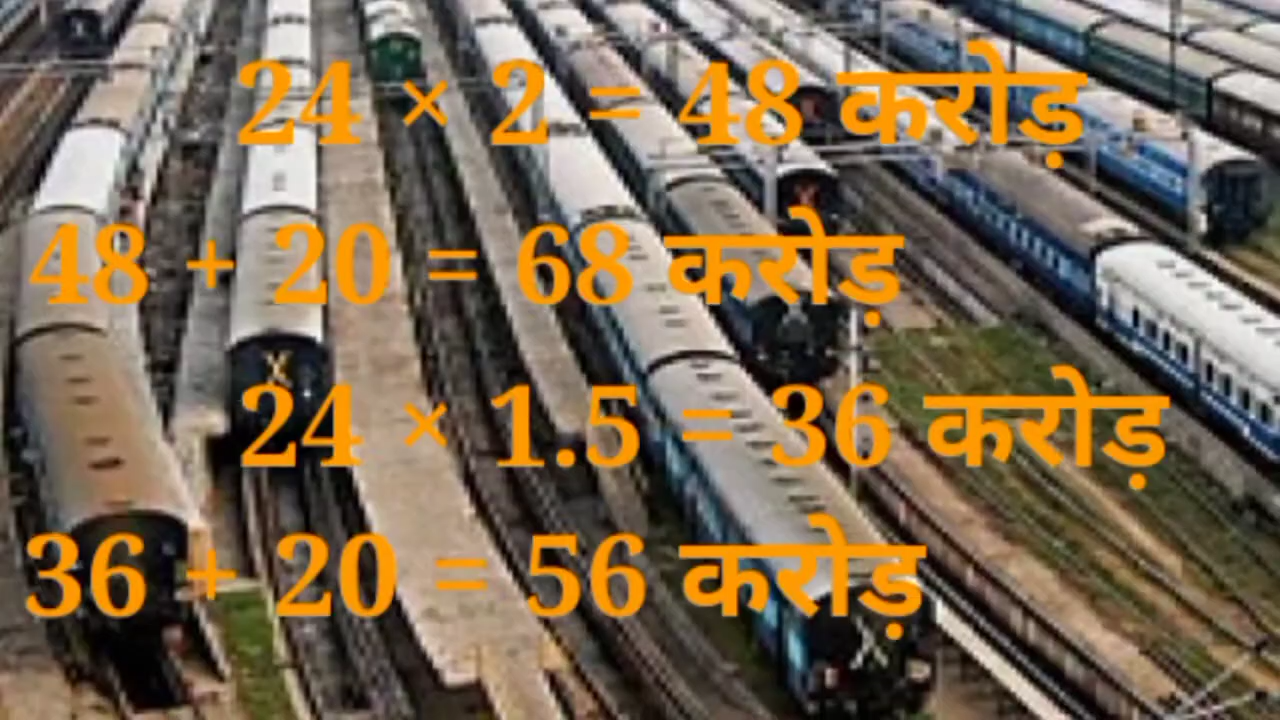 24 × 2 = 48 करोड़
48 + 20 = 68 करोड़
24 × 1.5 = 36 करोड़
36 + 20 = 56 करोड़